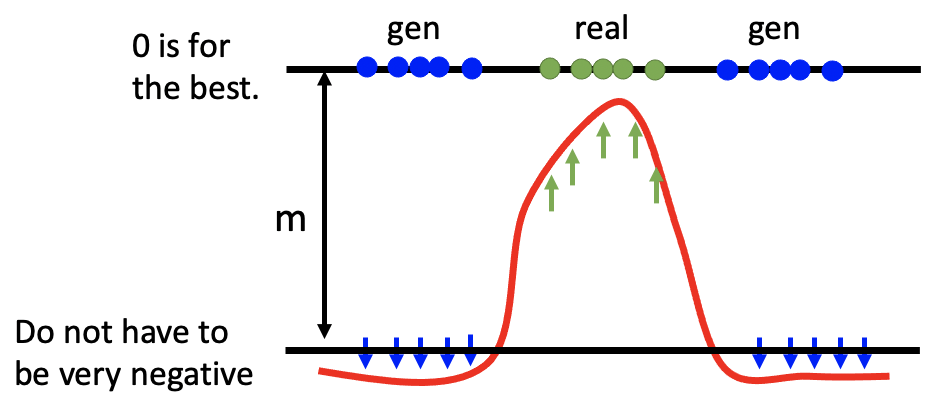 gen
real
gen
0 is for
the best.
m
Do not have to
be very negative